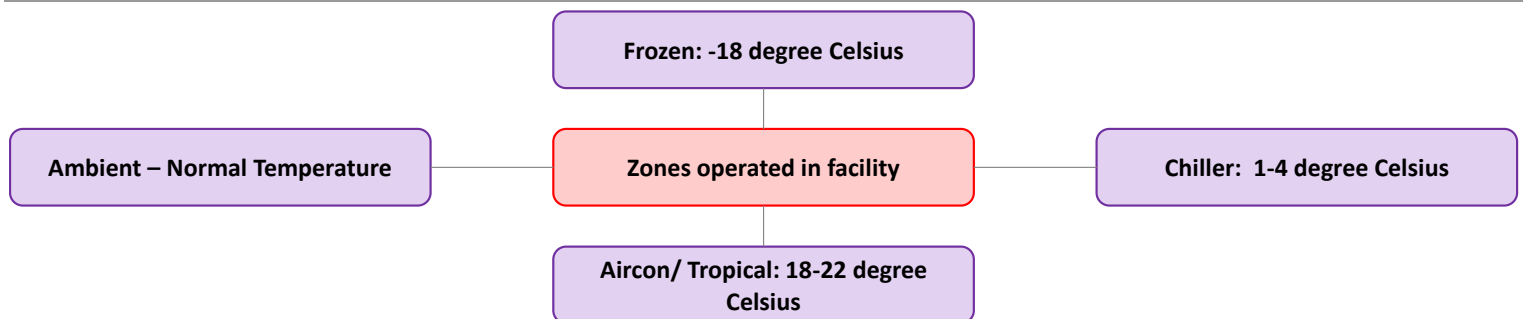 Frozen: -18 degree Celsius
Ambient – Normal Temperature
Zones operated in facility
Chiller: 1-4 degree Celsius
Aircon/ Tropical: 18-22 degree
Celsius